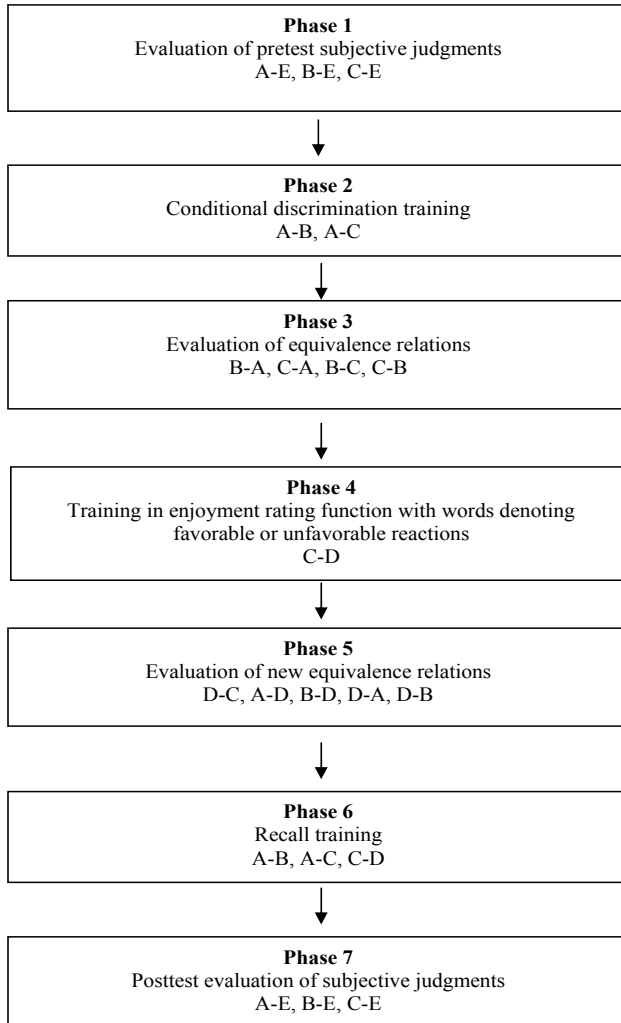 Phase 1
Evaluation of pretest subjective judgments
A-E, B-E, C-E
Phase 2
Conditional discrimination training
A-B, A-C
Phase 3
Evaluation of equivalence relations
B-A, C-A, B-C, C-B
Phase 4
Training in enjoyment rating function with words denoting
favorable or unfavorable reactions
C-D
Phase 5
Evaluation of new equivalence relations
D-C, A-D, B-D, D-A, D-B
Phase 6
Recall training
A-B, A-C, C-D
Phase 7
Posttest evaluation of subjective judgments
A-E, B-E, C-E